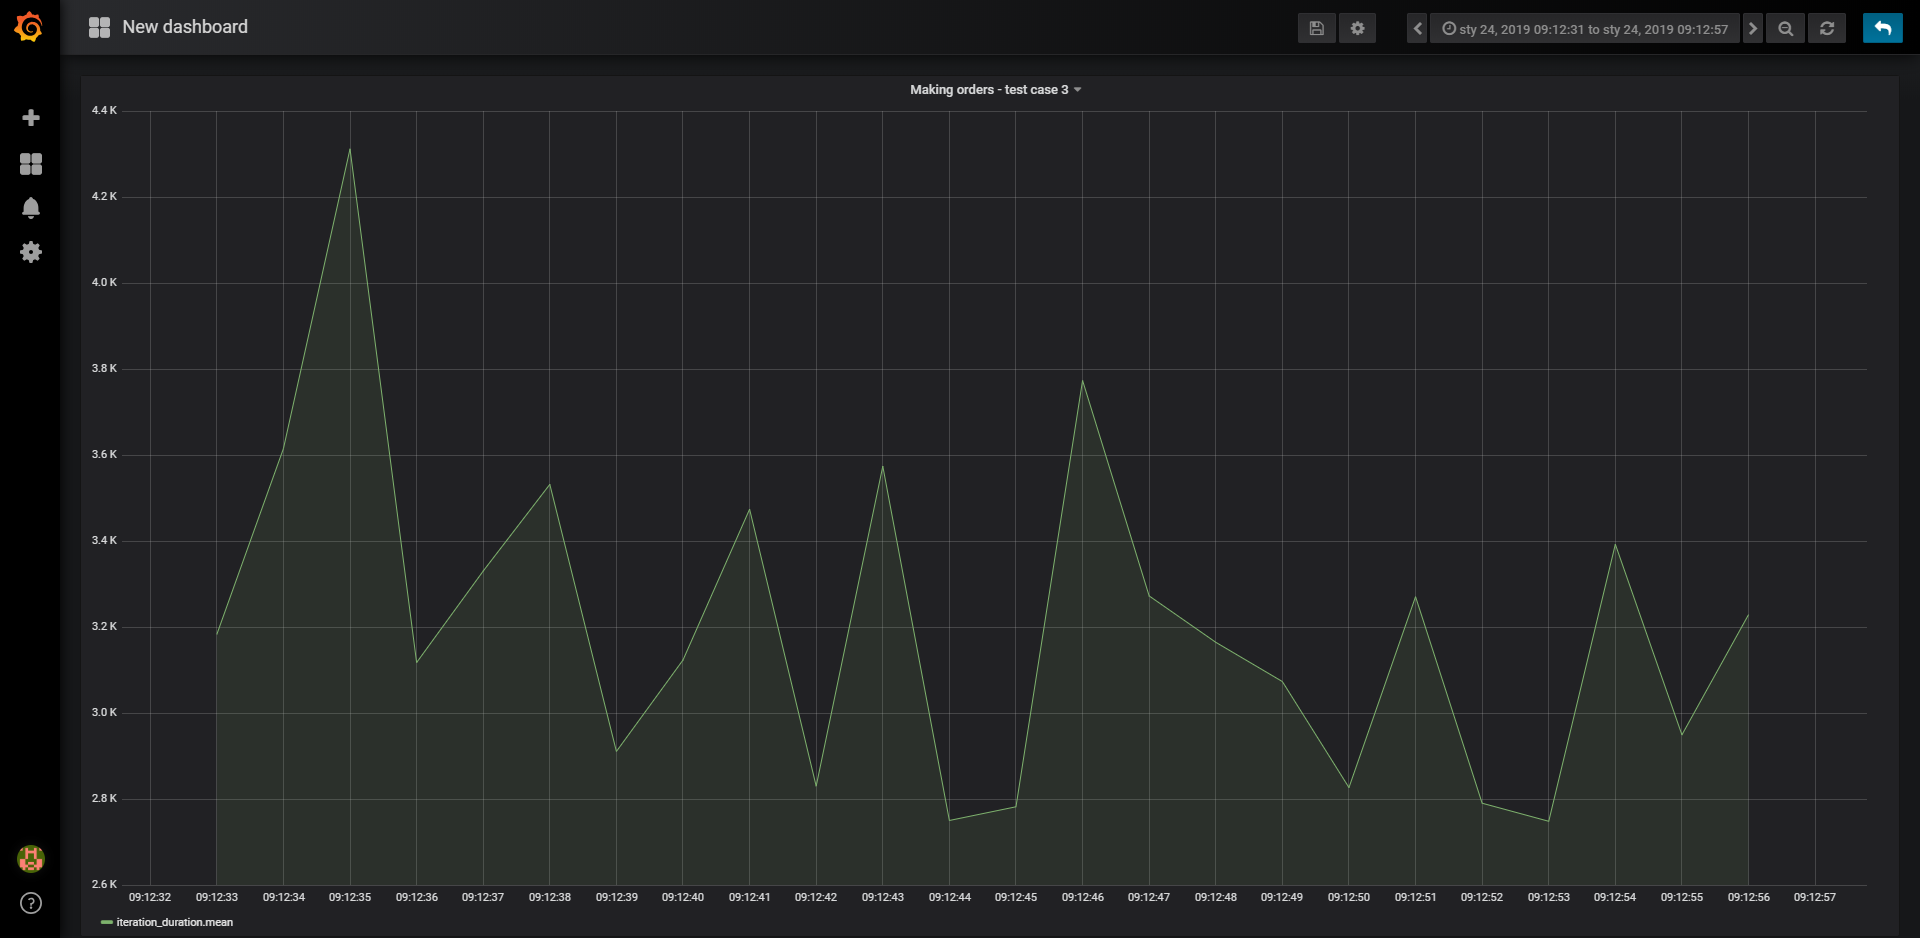 New dashboard
sty 24, 2019 09:12:31 to sty 24, 2019 09:12:57
Making orders - test case 3
4.4 K
4.2 K
4.0 K
3.8 K
3.6 K
3.4 K
3.2 K
3.0 K
2.8 K
2.6 K
09:12:32 09:12:33 09:12:34 09:12:35 09:12:36 09:12:37 09:12:38 09:12:39 09:12:40 09:12:41 09:12:42 09:12:43 09:12:44 09:12:45 09:12:46 09:12:47 09:12:48 09:12:49 09:12:50 09:12:51 09:12:52 09:12:53 09:12:54 09:12:55 09:12:56 09:12:57
iteration_duration.mean